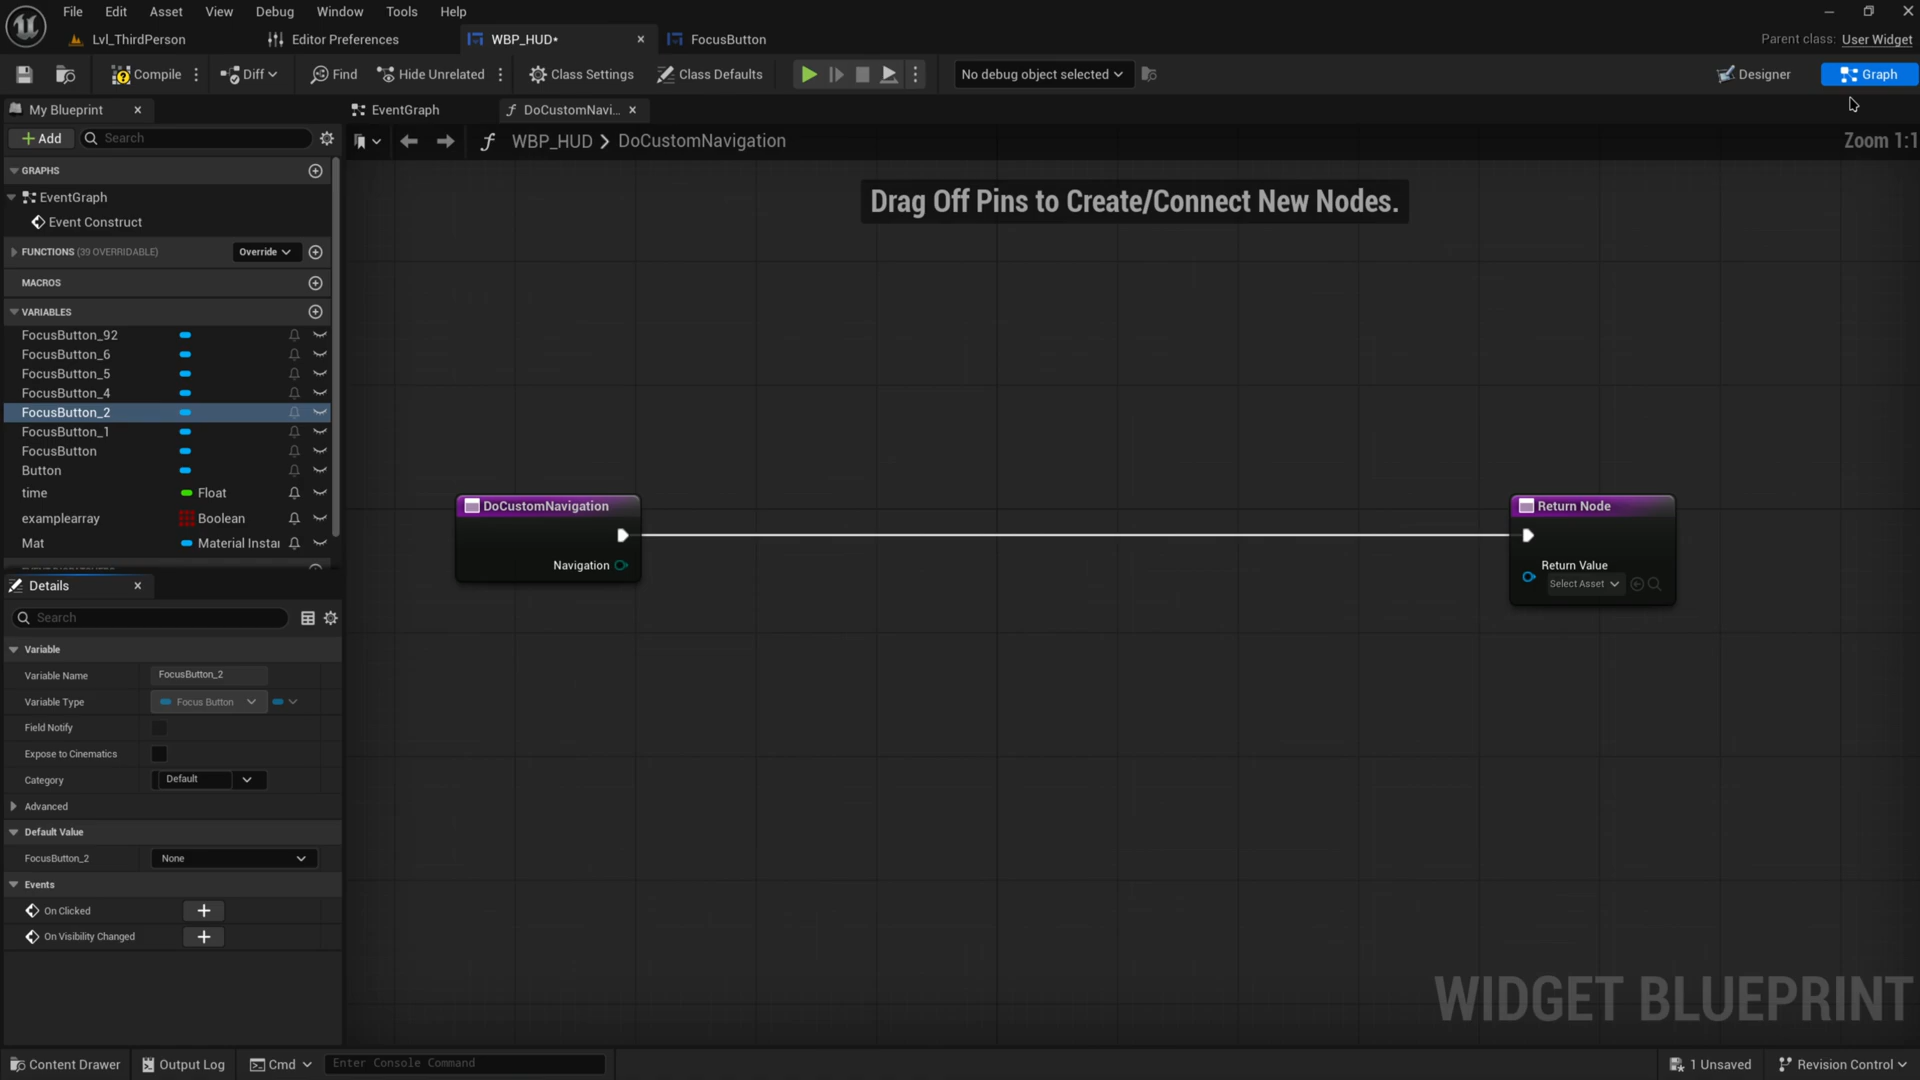 File Edit Asset View Debug Window Tools Help
Lvl_ThirdPerson Editor Preferences WBP_HUD* FocusButton
Parent class: User Widget
Compile Diff Find Hide Unrelated Class Settings Class Defaults No debug object selected Designer Graph
My Blueprint EventGraph DoCustomNavi...
Add Search WBP_HUD > DoCustomNavigation Zoom 1:1
Drag Off Pins to Create/Connect New Nodes.
GRAPHS
EventGraph
Event Construct
FUNCTIONS (39 OVERRIDABLE) Override
MACROS
VARIABLES
FocusButton_92
FocusButton_6
FocusButton_5
FocusButton_4
FocusButton_2
FocusButton_1
FocusButton
Button
time Float
examplearray Boolean
Mat Material Instar
DoCustomNavigation
Navigation
Return Node
Return Value
Select Asset
Details
Search
Variable
Variable Name FocusButton_2
Variable Type Focus Button
Field Notify
Expose to Cinematics
Category Default
Advanced
Default Value
FocusButton_2 None
Events
On Clicked
On Visibility Changed
WIDGET BLUEPRINT
Content Drawer Output Log Cmd Enter Console Command 1 Unsaved Revision Control